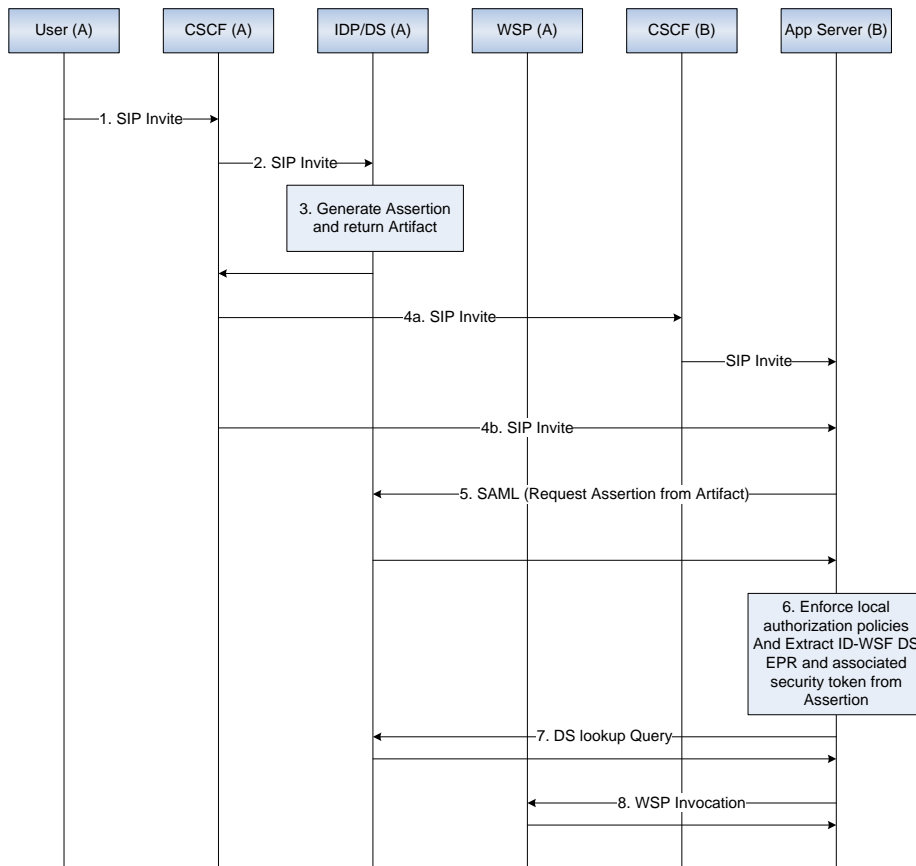 User (A)
CSCF (A)
IDP/DS (A)
WSP (A)
CSCF (B)
App Server (B)
1. SIP Invite
2. SIP Invite
3. Generate Assertion
and return Artifact
4a. SIP Invite
SIP Invite
4b. SIP Invite
5. SAML (Request Assertion from Artifact)
6. Enforce local
authorization policies
And Extract ID-WSF DS
EPR and associated
security token from
Assertion
7. DS lookup Query
8. WSP Invocation